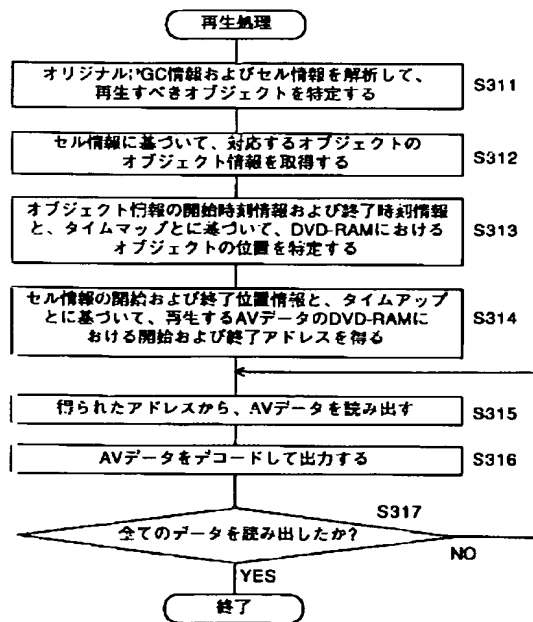 再生処理
オリジナルPGC情報およびセル情報を解析して、
再生すべきオブジェクトを特定する
S311
セル情報に基づいて、対応するオブジェクトの
オブジェクト情報を取得する
S312
オブジェクト情報の開始時刻情報および終了時刻情報
と、タイムマップとに基づいて、DVD-RAMにおける
オブジェクトの位置を特定する
S313
セル情報の開始および終了位置情報と、タイムアップ
とに基づいて、再生するAVデータのDVD-RAMに
おける開始および終了アドレスを得る
S314
得られたアドレスから、AVデータを読み出す
S315
AVデータをデコードして出力する
S316
S317
全てのデータを読み出したか?
NO
YES
終了